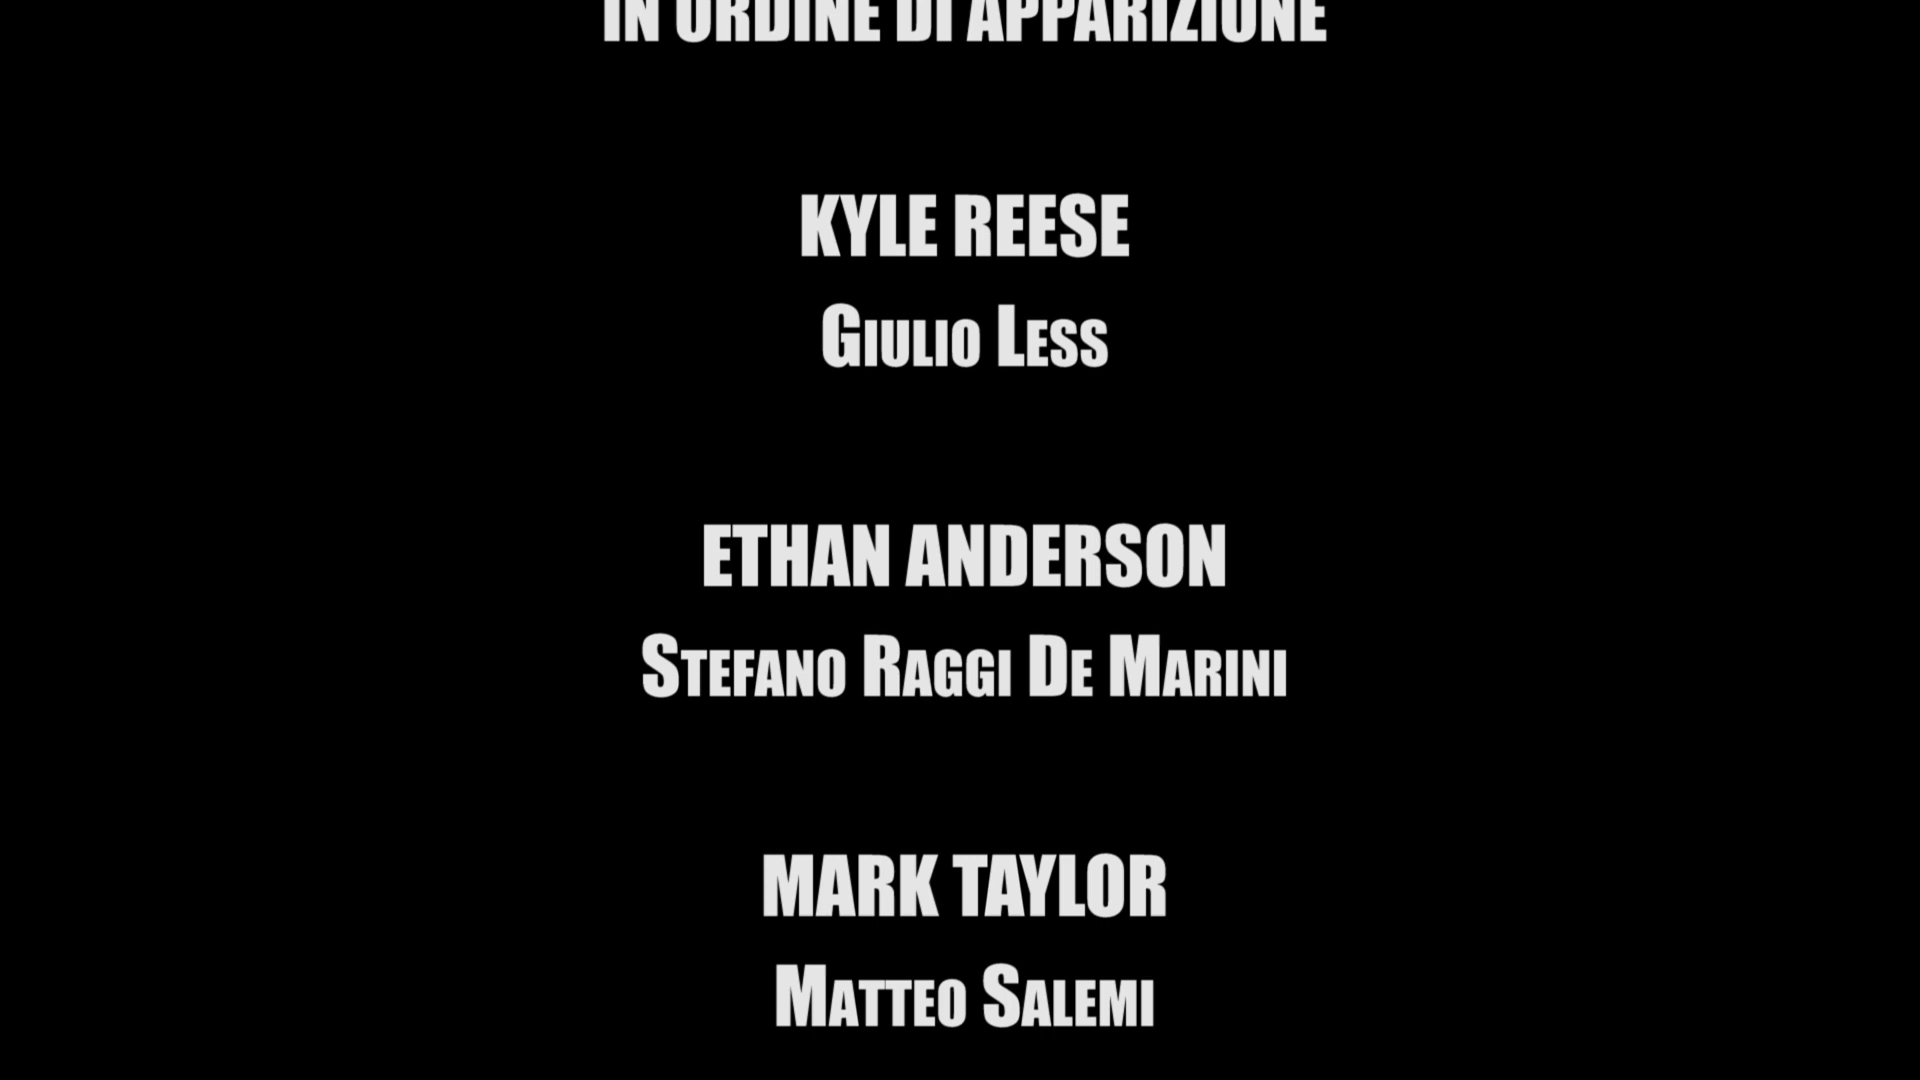 IN ORDINE DI APPARIZIONE
KYLE REESE
Giulio Less
ETHAN ANDERSON
Stefano Raggi De Marini
MARK TAYLOR
Matteo Salemi